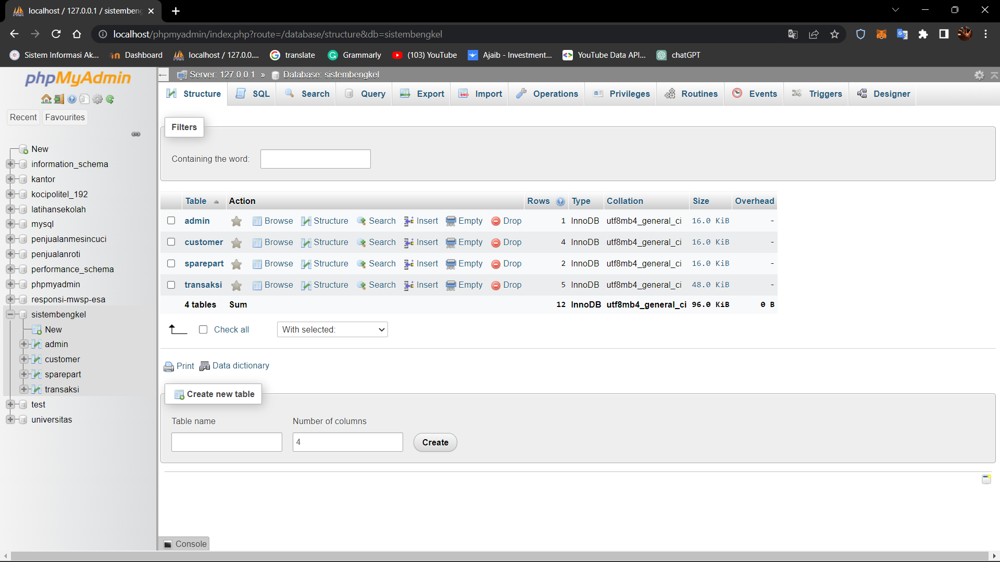 localhost / 127.0.0.1 / sistembeng
localhost/phpmyadmin/index.php?route=/database/structure&db=sistembengkel
Sistem Informasi Ak... Dashboard localhost / 127.0.0.... translate Grammarly (103) YouTube Ajaib - Investment... YouTube Data API... chatGPT
phpMyAdmin
Recent Favourites
New
information_schema
kantor
kocipolitel_192
latihansekolah
mysql
penjualanmesincuci
penjualanroti
performance_schema
phpmyadmin
responsi-mwsp-esa
sistembengkel
New
admin
customer
sparepart
transaksi
test
universitas
Server: 127.0.0.1 » Database: sistembengkel
Structure SQL Search Query Export Import Operations Privileges Routines Events Triggers Designer
Filters
Containing the word:
Table Action Rows Type Collation Size Overhead
admin Browse Structure Search Insert Empty Drop 1 InnoDB utf8mb4_general_ci 16.0 KiB -
customer Browse Structure Search Insert Empty Drop 4 InnoDB utf8mb4_general_ci 16.0 KiB -
sparepart Browse Structure Search Insert Empty Drop 2 InnoDB utf8mb4_general_ci 16.0 KiB -
transaksi Browse Structure Search Insert Empty Drop 5 InnoDB utf8mb4_general_ci 48.0 KiB -
4 tables Sum 12 InnoDB utf8mb4_general_ci 96.0 KiB 0 B
Check all With selected:
Print Data dictionary
Create new table
Table name Number of columns
4 Create
Console